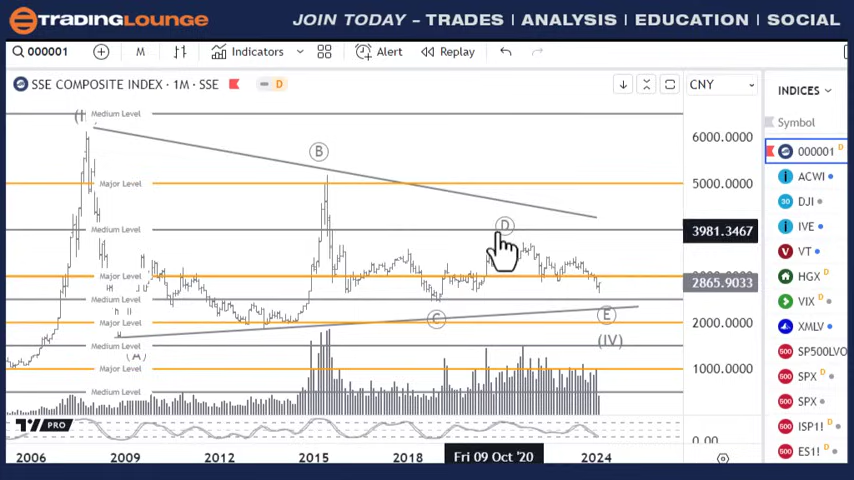 TRADINGLOUNGE
JOIN TODAY - TRADES | ANALYSIS | EDUCATION | SOCIAL
000001 M Indicators Alert Replay
SSE COMPOSITE INDEX · 1M · SSE D CNY
INDICES
Symbol
000001 D
ACWI
DJI
IVE
VT
HGX D
VIX D
XMLV
SP500LVO
SPX D
SPX
ISP1! D
ES1! D
Medium Level
Major Level
Medium Level
Major Level
Medium Level
Major Level
Medium Level
Major Level
Medium Level
B
D
C
E
(IV)
(A)
6000.0000
5000.0000
3981.3467
2865.9033
2000.0000
1000.0000
0.00
TV PRO
2006 2009 2012 2015 2018 Fri 09 Oct '20 2024